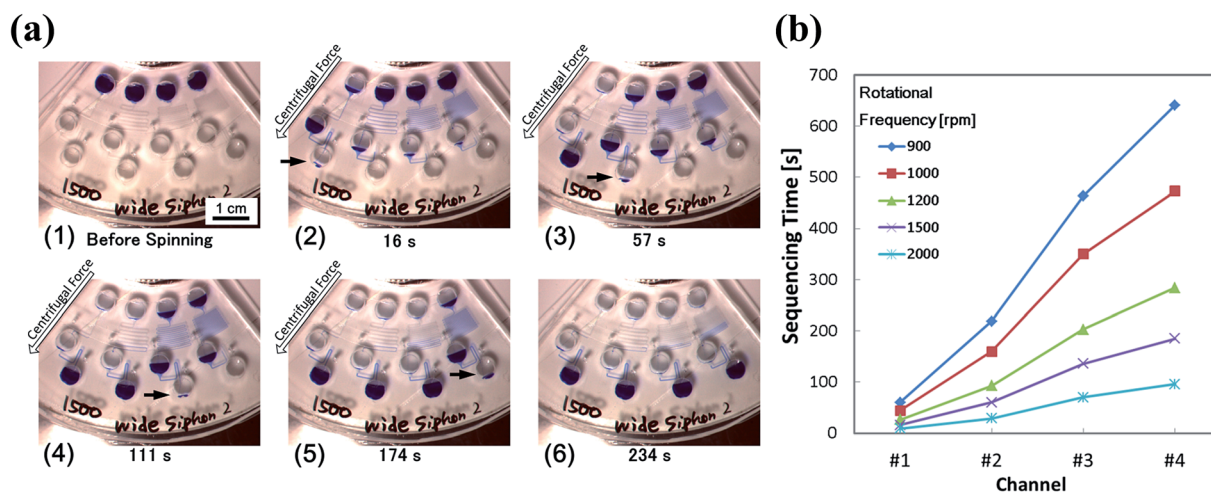 (a)
Centrifugal Force
1500
wide Siphon 2
1 cm
(1)
Before Spinning
Centrifugal Force
1500
wide Siphon 2
(2)
16 s
Centrifugal Force
1500
wide Siphon 2
(3)
57 s
Centrifugal Force
1500
wide Siphon 2
(4)
111 s
Centrifugal Force
1500
wide Siphon 2
(5)
174 s
1500
wide Siphon 2
(6)
234 s
(b)
Sequencing Time [s]
700
600
500
400
300
200
100
0
Rotational
Frequency [rpm]
900
1000
1200
1500
2000
#1 #2 #3 #4
Channel